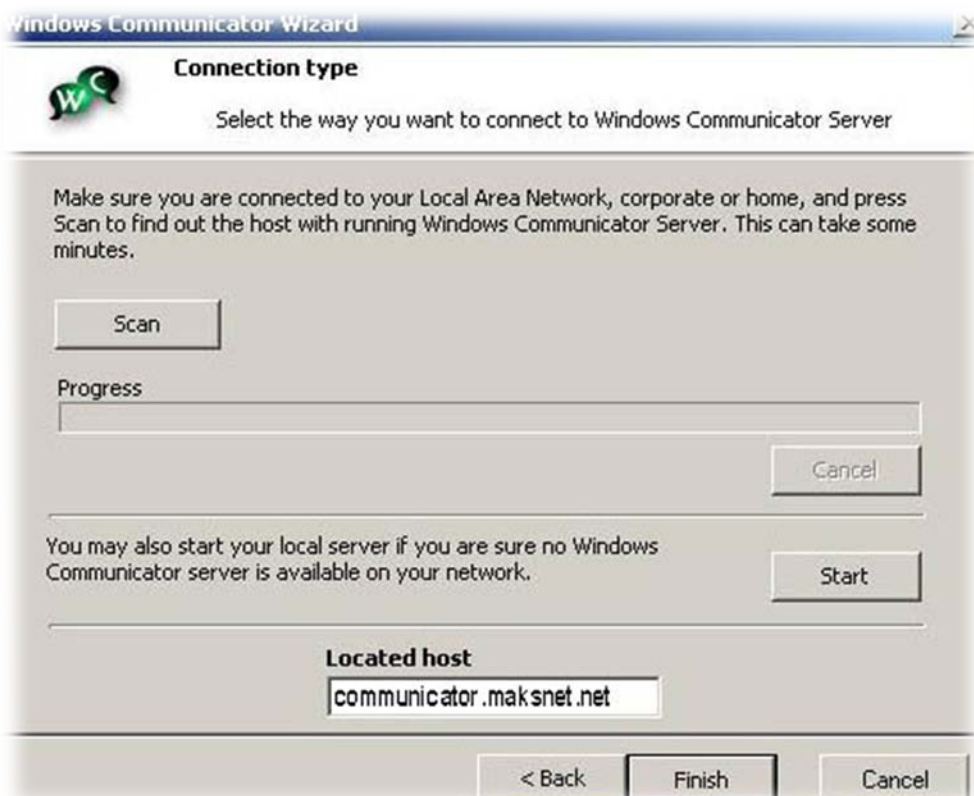 Windows Communicator Wizard
W C
Connection type
Select the way you want to connect to Windows Communicator Server
Make sure you are connected to your Local Area Network, corporate or home, and press
Scan to find out the host with running Windows Communicator Server. This can take some
minutes.
Scan
Progress
Cancel
You may also start your local server if you are sure no Windows
Communicator server is available on your network.
Start
Located host
communicator.maksnet.net
< Back
Finish
Cancel